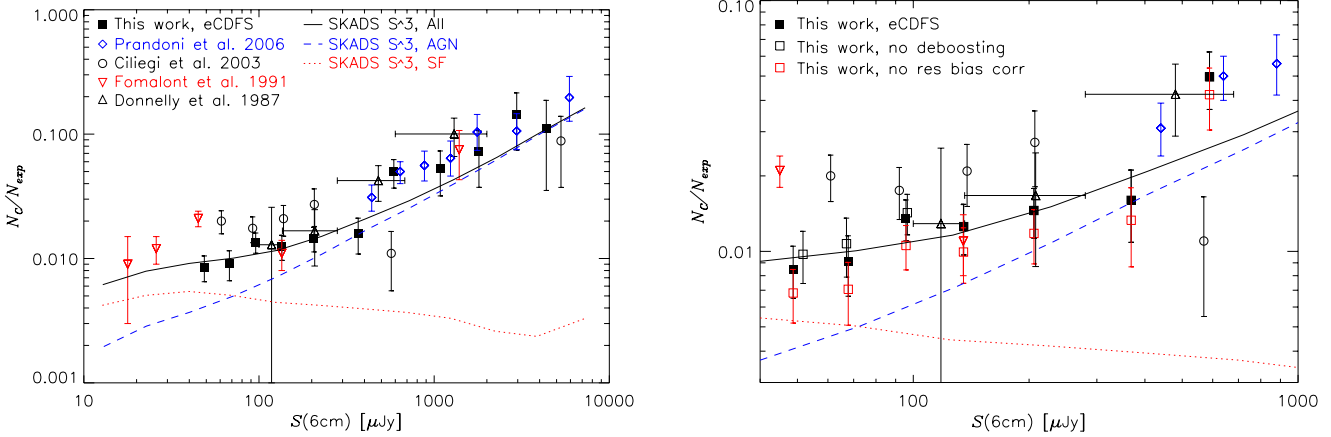 This work, eCDFS
Prandoni et al. 2006
Ciliegi et al. 2003
Fomalont et al. 1991
Donnelly et al. 1987
SKADS S^3, All
SKADS S^3, AGN
SKADS S^3, SF
1.000
0.100
0.010
0.001
N_C/N_exp
10
100
1000
10000
S(6cm) [μJy]
This work, eCDFS
This work, no deboosting
This work, no res bias corr
0.10
0.01
N_C/N_exp
100
1000
S(6cm) [μJy]